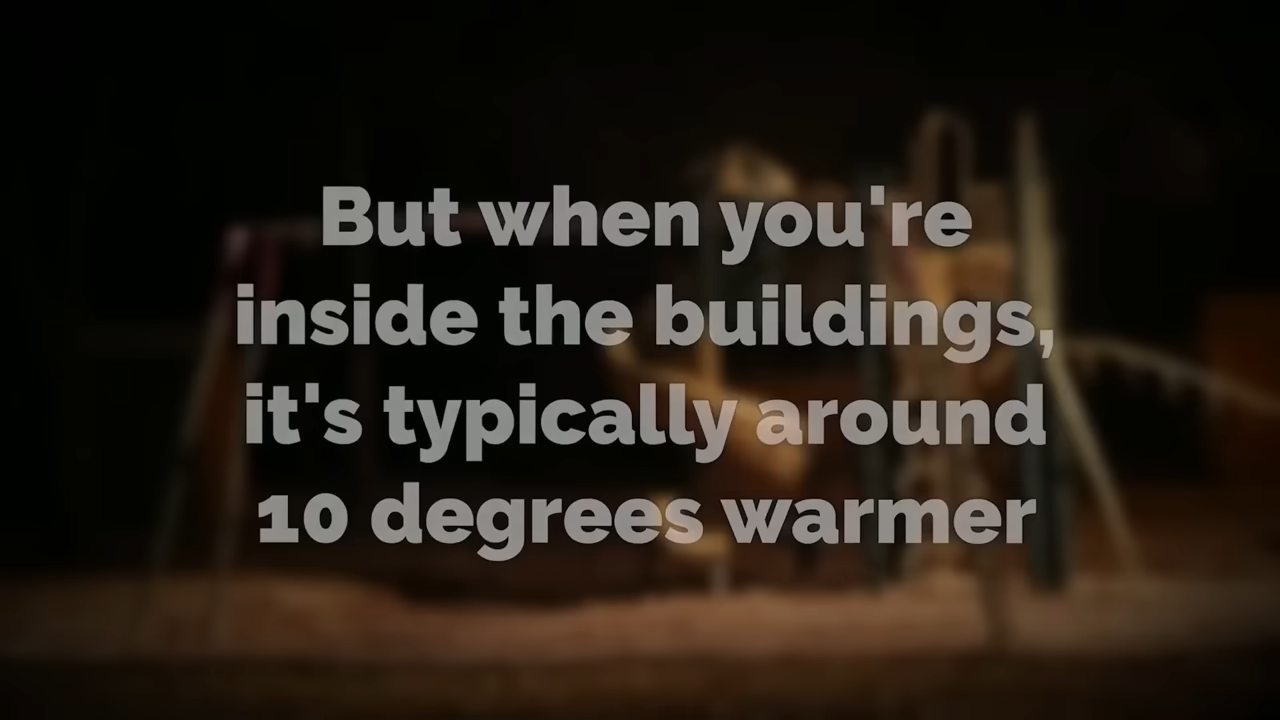 But when you're
inside the buildings,
it's typically around
10 degrees warmer